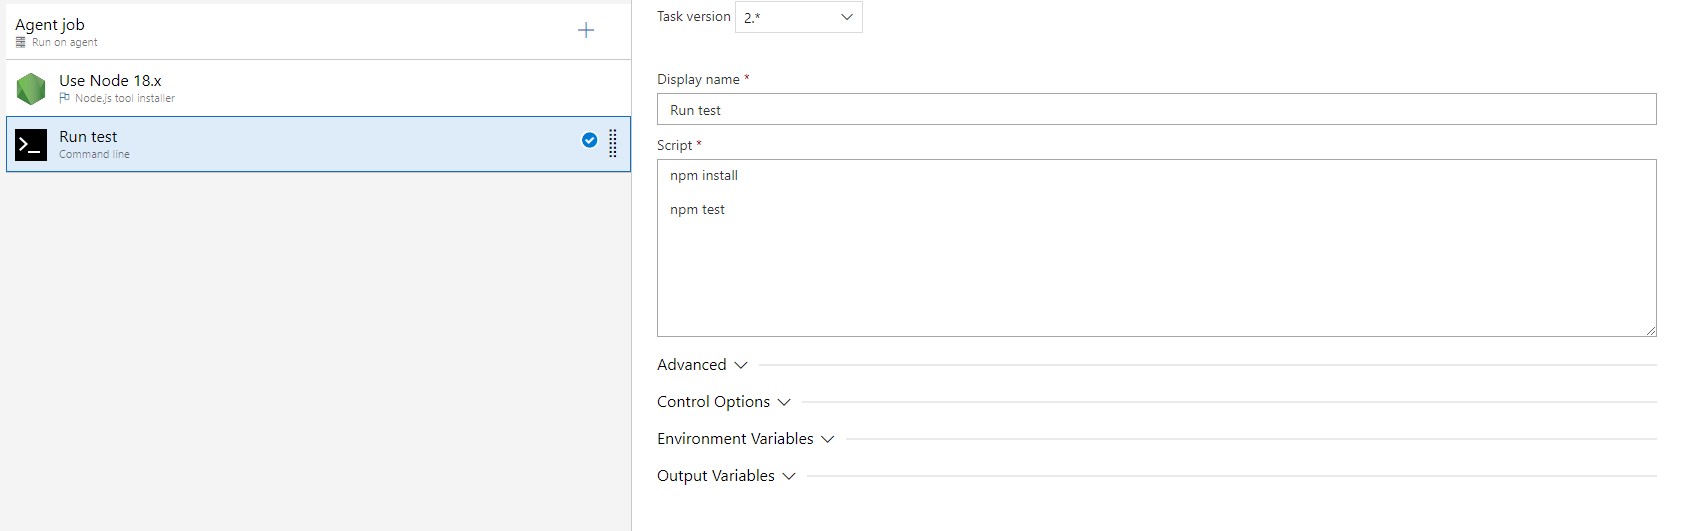 Agent job
Run on agent
Use Node 18.x
Node.js tool installer
Run test
Command line
Task version 2.*
Display name *
Run test
Script *
npm install
npm test
Advanced
Control Options
Environment Variables
Output Variables